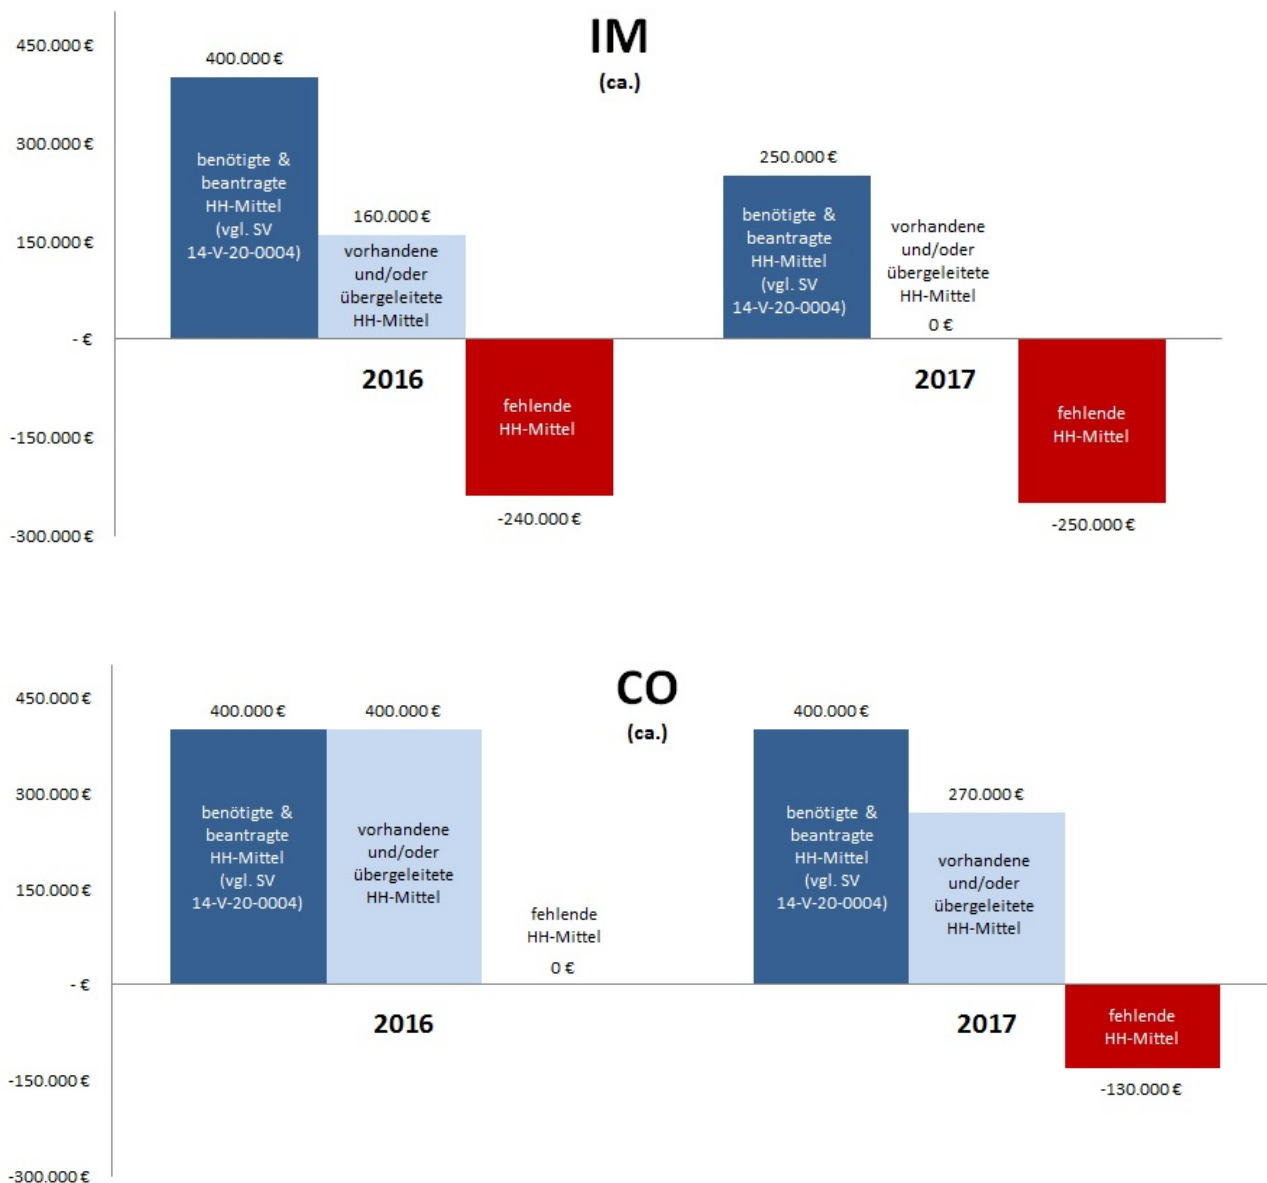 IM
(ca.)
450.000 €
300.000 €
150.000 €
- €
-150.000 €
-300.000 €
400.000 €
benötigte &
beantragte
HH-Mittel
(vgl. SV
14-V-20-0004)
160.000 €
vorhandene
und/oder
übergeleitete
HH-Mittel
2016
fehlende
HH-Mittel
-240.000 €
250.000 €
benötigte &
beantragte
HH-Mittel
(vgl. SV
14-V-20-0004)
vorhandene
und/oder
übergeleitete
HH-Mittel
0 €
2017
fehlende
HH-Mittel
-250.000 €
CO
(ca.)
450.000 €
300.000 €
150.000 €
- €
-150.000 €
-300.000 €
400.000 €
benötigte &
beantragte
HH-Mittel
(vgl. SV
14-V-20-0004)
400.000 €
vorhandene
und/oder
übergeleitete
HH-Mittel
fehlende
HH-Mittel
0 €
2016
400.000 €
benötigte &
beantragte
HH-Mittel
(vgl. SV
14-V-20-0004)
270.000 €
vorhandene
und/oder
übergeleitete
HH-Mittel
2017
fehlende
HH-Mittel
-130.000 €